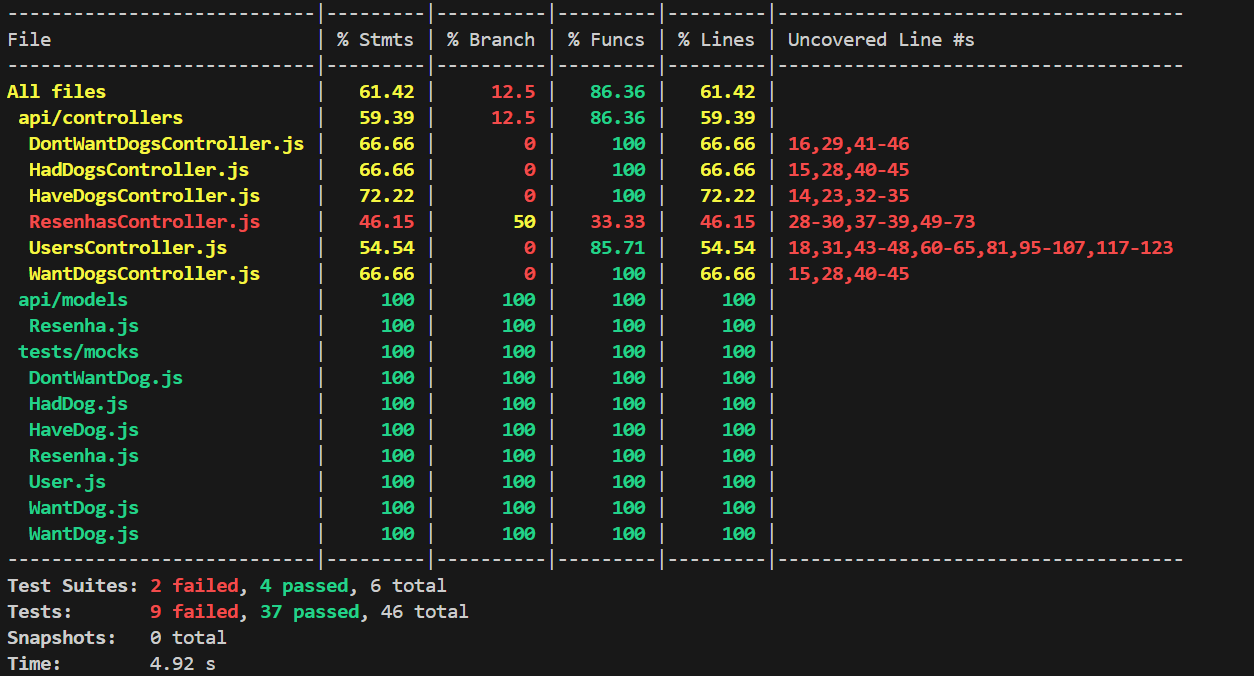 ----------------------------|---------|----------|---------|---------|-------------------------------------
File                        | % Stmts | % Branch | % Funcs | % Lines | Uncovered Line #s
----------------------------|---------|----------|---------|---------|-------------------------------------
All files                   |   61.42 |     12.5 |   86.36 |   61.42 |
 api/controllers            |   59.39 |     12.5 |   86.36 |   59.39 |
  DontWantDogsController.js |   66.66 |        0 |     100 |   66.66 | 16,29,41-46
  HadDogsController.js      |   66.66 |        0 |     100 |   66.66 | 15,28,40-45
  HaveDogsController.js     |   72.22 |        0 |     100 |   72.22 | 14,23,32-35
  ResenhasController.js     |   46.15 |       50 |   33.33 |   46.15 | 28-30,37-39,49-73
  UsersController.js        |   54.54 |        0 |   85.71 |   54.54 | 18,31,43-48,60-65,81,95-107,117-123
  WantDogsController.js     |   66.66 |        0 |     100 |   66.66 | 15,28,40-45
 api/models                 |     100 |      100 |     100 |     100 |
  Resenha.js                |     100 |      100 |     100 |     100 |
 tests/mocks                |     100 |      100 |     100 |     100 |
  DontWantDog.js            |     100 |      100 |     100 |     100 |
  HadDog.js                 |     100 |      100 |     100 |     100 |
  HaveDog.js                |     100 |      100 |     100 |     100 |
  Resenha.js                |     100 |      100 |     100 |     100 |
  User.js                   |     100 |      100 |     100 |     100 |
  WantDog.js                |     100 |      100 |     100 |     100 |
  WantDog.js                |     100 |      100 |     100 |     100 |
----------------------------|---------|----------|---------|---------|-------------------------------------
Test Suites: 2 failed, 4 passed, 6 total
Tests:       9 failed, 37 passed, 46 total
Snapshots:   0 total
Time:        4.92 s